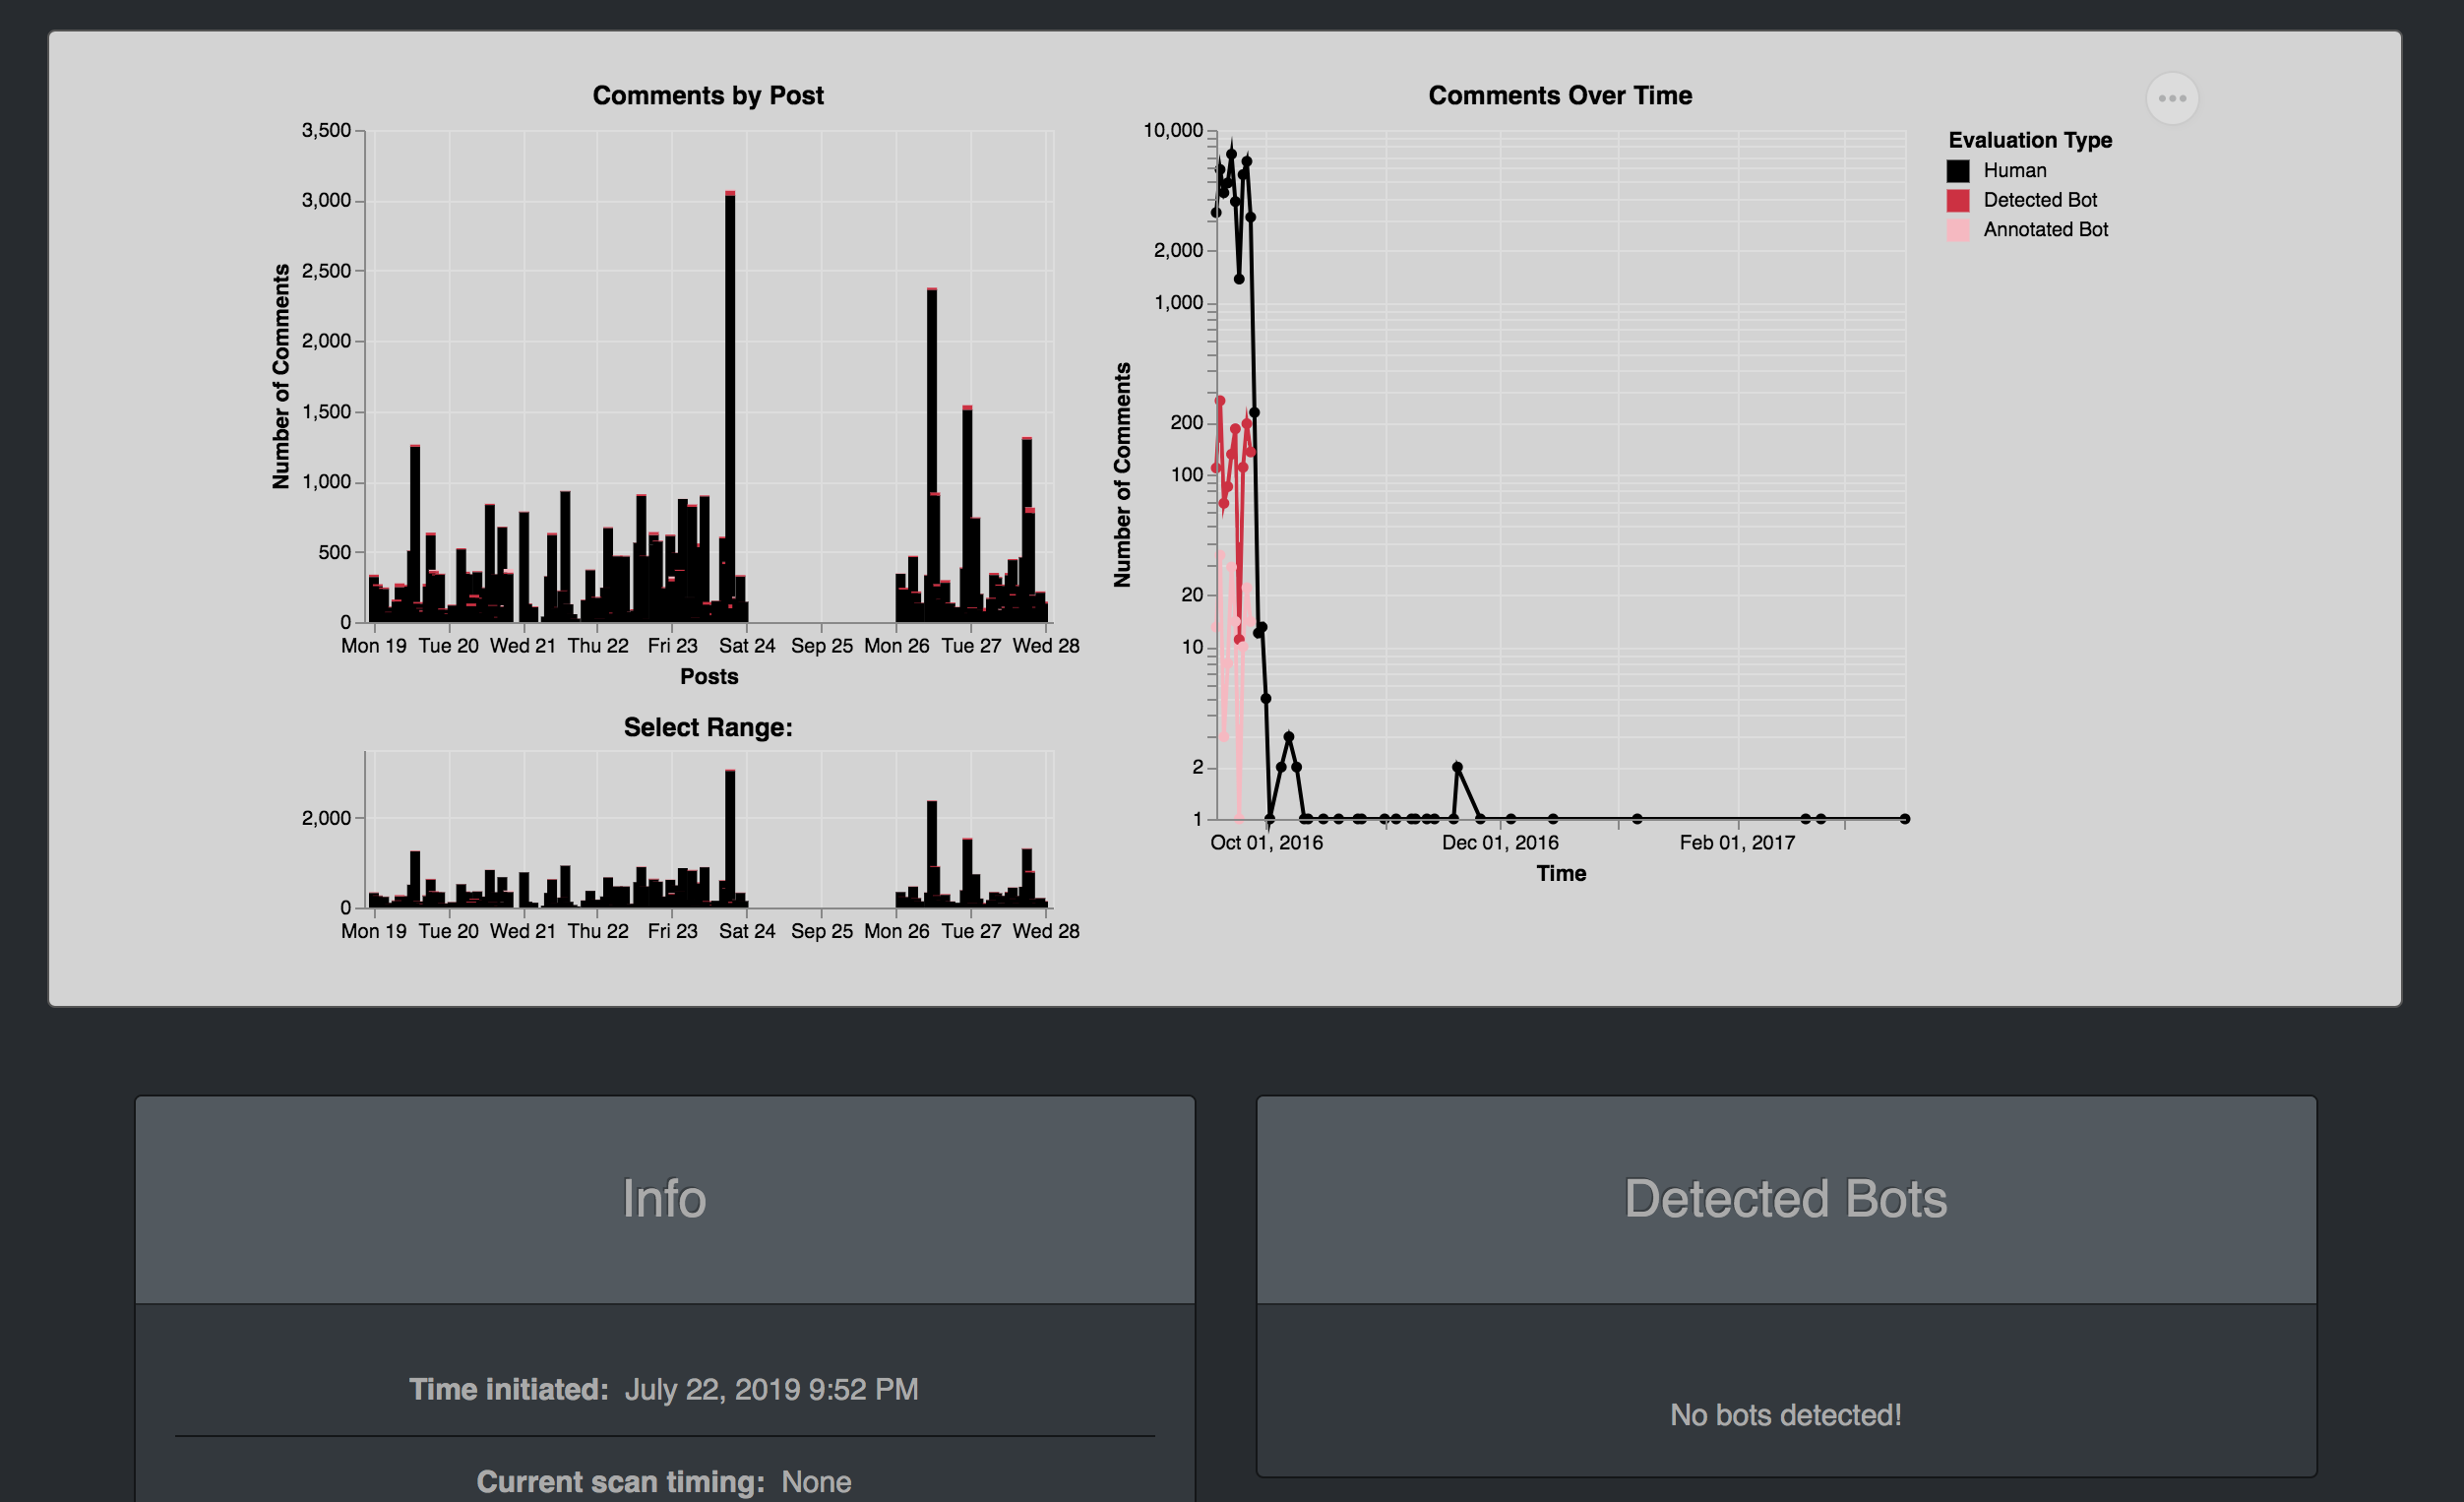 Comments by Post
3,500
3,000
2,500
2,000
1,500
1,000
500
0
Number of Comments
Mon 19 Tue 20 Wed 21 Thu 22 Fri 23 Sat 24 Sep 25 Mon 26 Tue 27 Wed 28
Posts
Select Range:
2,000
0
Mon 19 Tue 20 Wed 21 Thu 22 Fri 23 Sat 24 Sep 25 Mon 26 Tue 27 Wed 28
Comments Over Time
10,000
2,000
1,000
200
100
20
10
2
1
Number of Comments
Oct 01, 2016 Dec 01, 2016 Feb 01, 2017
Time
Evaluation Type
Human
Detected Bot
Annotated Bot
Info
Time initiated: July 22, 2019 9:52 PM
Current scan timing: None
Detected Bots
No bots detected!